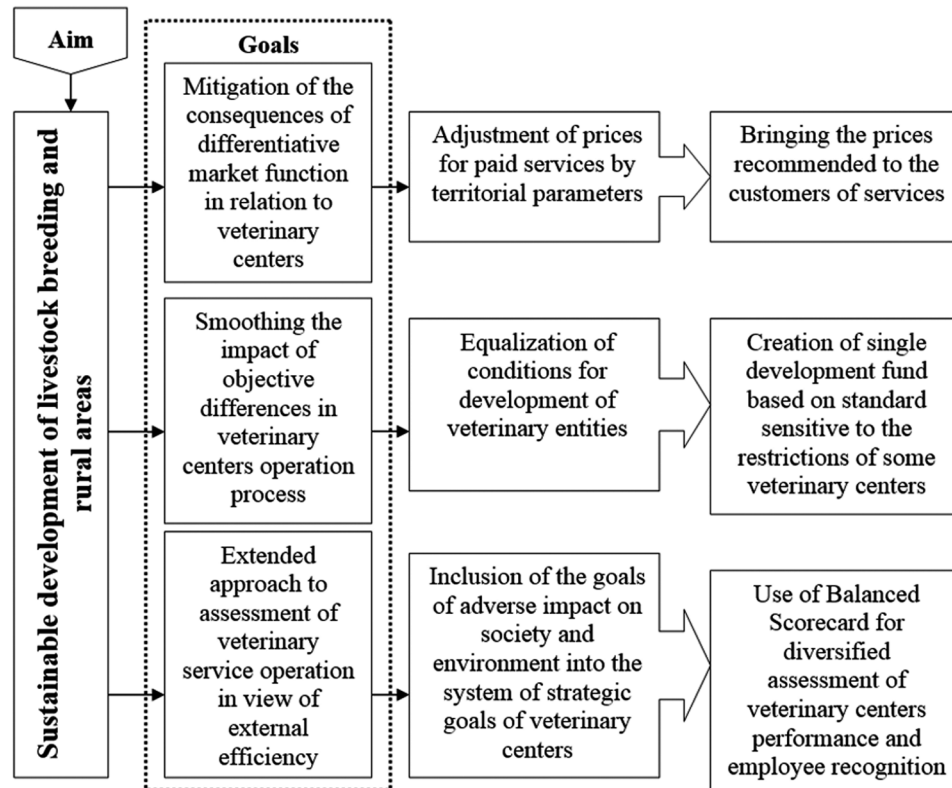 Aim
Sustainable development of livestock breeding and
rural areas
Goals
Mitigation of the
consequences of
differentiative
market function
in relation to
veterinary
centers
Adjustment of prices
for paid services by
territorial parameters
Bringing the prices
recommended to the
customers of services
Smoothing the
impact of
objective
differences in
veterinary
centers operation
process
Equalization of
conditions for
development of
veterinary entities
Creation of single
development fund
based on standard
sensitive to the
restrictions of some
veterinary centers
Extended
approach to
assessment of
veterinary
service operation
in view of
external
efficiency
Inclusion of the goals
of adverse impact on
society and
environment into the
system of strategic
goals of veterinary
centers
Use of Balanced
Scorecard for
diversified
assessment of
veterinary centers
performance and
employee recognition